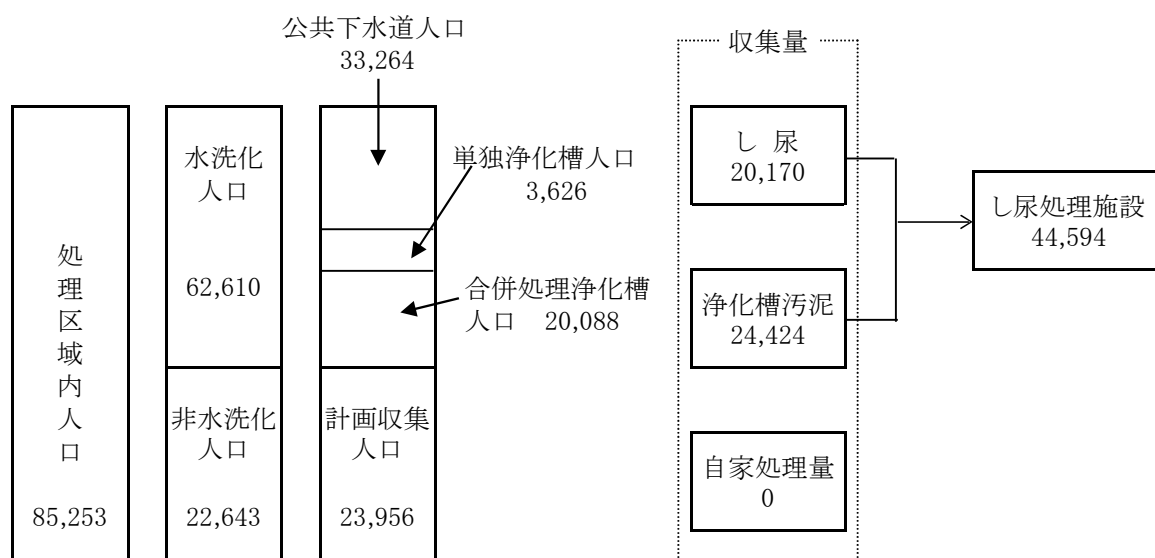 公共下水道人口
33,264
収集量
水洗化
人口
62,610
単独浄化槽人口
3,626
し 尿
20,170
し尿処理施設
44,594
処理区域内人口
85,253
合併処理浄化槽
人口 20,088
浄化槽汚泥
24,424
非水洗化
人口
22,643
計画収集
人口
23,956
自家処理量
0